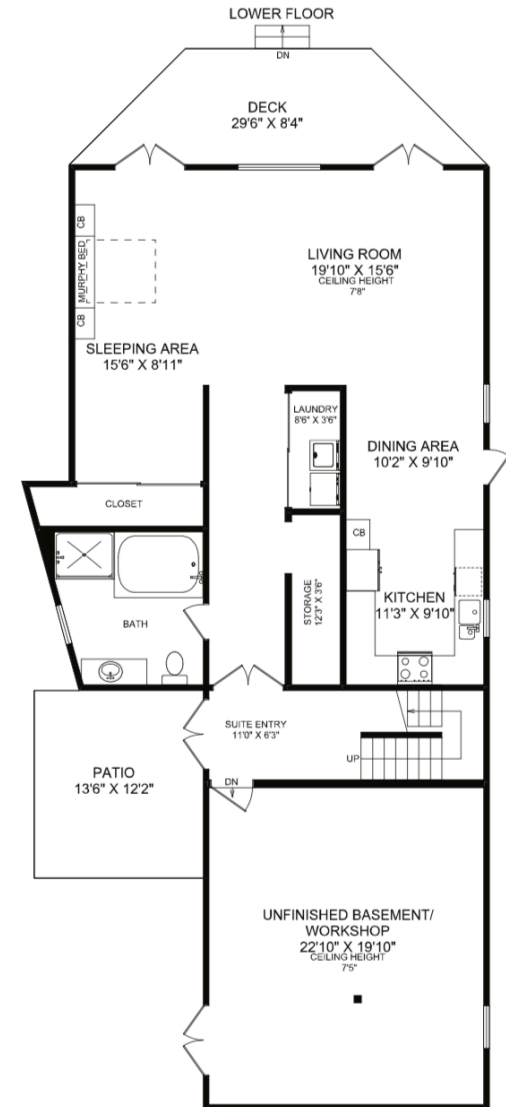 LOWER FLOOR
DN
DECK
29'6" X 8'4"
CB
MURPHY BED
CB
LIVING ROOM
19'10" X 15'6"
CEILING HEIGHT
7'8"
SLEEPING AREA
15'6" X 8'11"
LAUNDRY
8'6" X 3'6"
DINING AREA
10'2" X 9'10"
CLOSET
CB
BATH
STORAGE
12'3" X 3'6"
KITCHEN
11'3" X 9'10"
SUITE ENTRY
11'0" X 6'3"
UP
PATIO
13'6" X 12'2"
DN
UNFINISHED BASEMENT/
WORKSHOP
22'10" X 19'10"
CEILING HEIGHT
7'5"